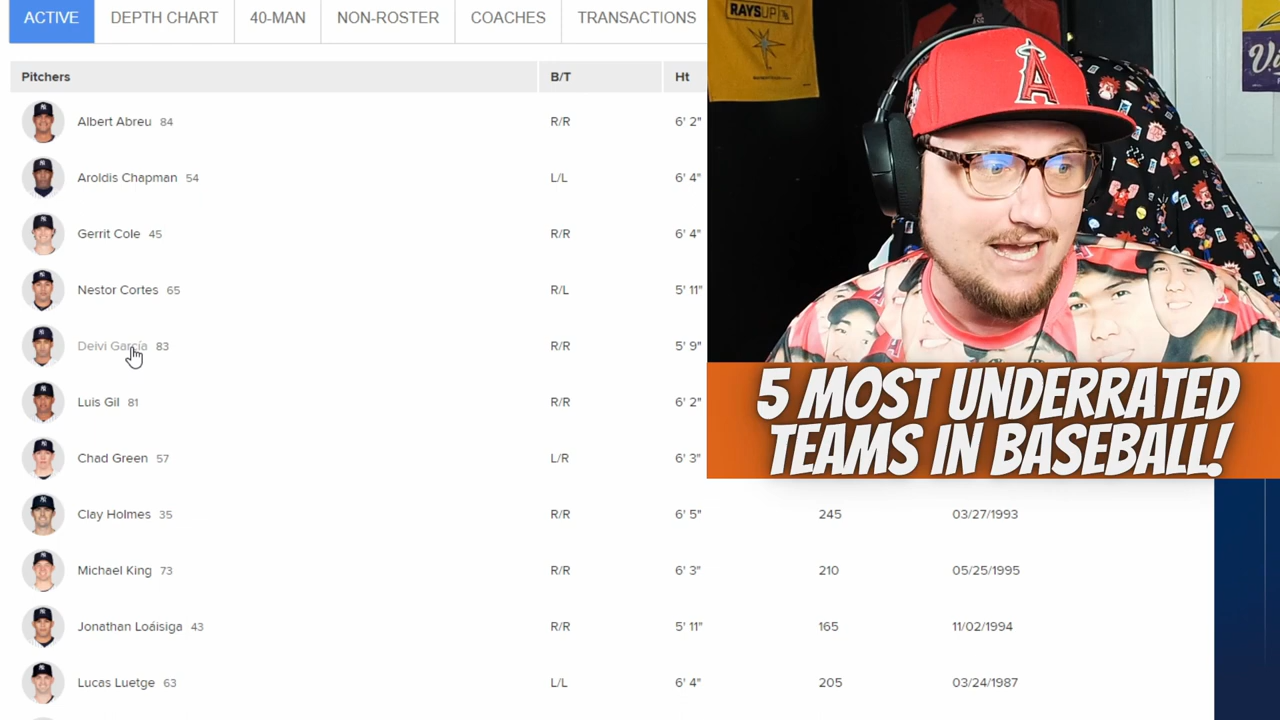 ACTIVE DEPTH CHART 40-MAN NON-ROSTER COACHES TRANSACTIONS
Pitchers B/T Ht
Albert Abreu 84 R/R 6' 2"
Aroldis Chapman 54 L/L 6' 4"
Gerrit Cole 45 R/R 6' 4"
Nestor Cortes 65 R/L 5' 11"
Deivi García 83 R/R 5' 9"
Luis Gil 81 R/R 6' 2"
Chad Green 57 L/R 6' 3"
Clay Holmes 35 R/R 6' 5" 245 03/27/1993
Michael King 73 R/R 6' 3" 210 05/25/1995
Jonathan Loáisiga 43 R/R 5' 11" 165 11/02/1994
Lucas Luetge 63 L/L 6' 4" 205 03/24/1987
RAYS UP
A
Vi
5 MOST UNDERRATED
TEAMS IN BASEBALL!